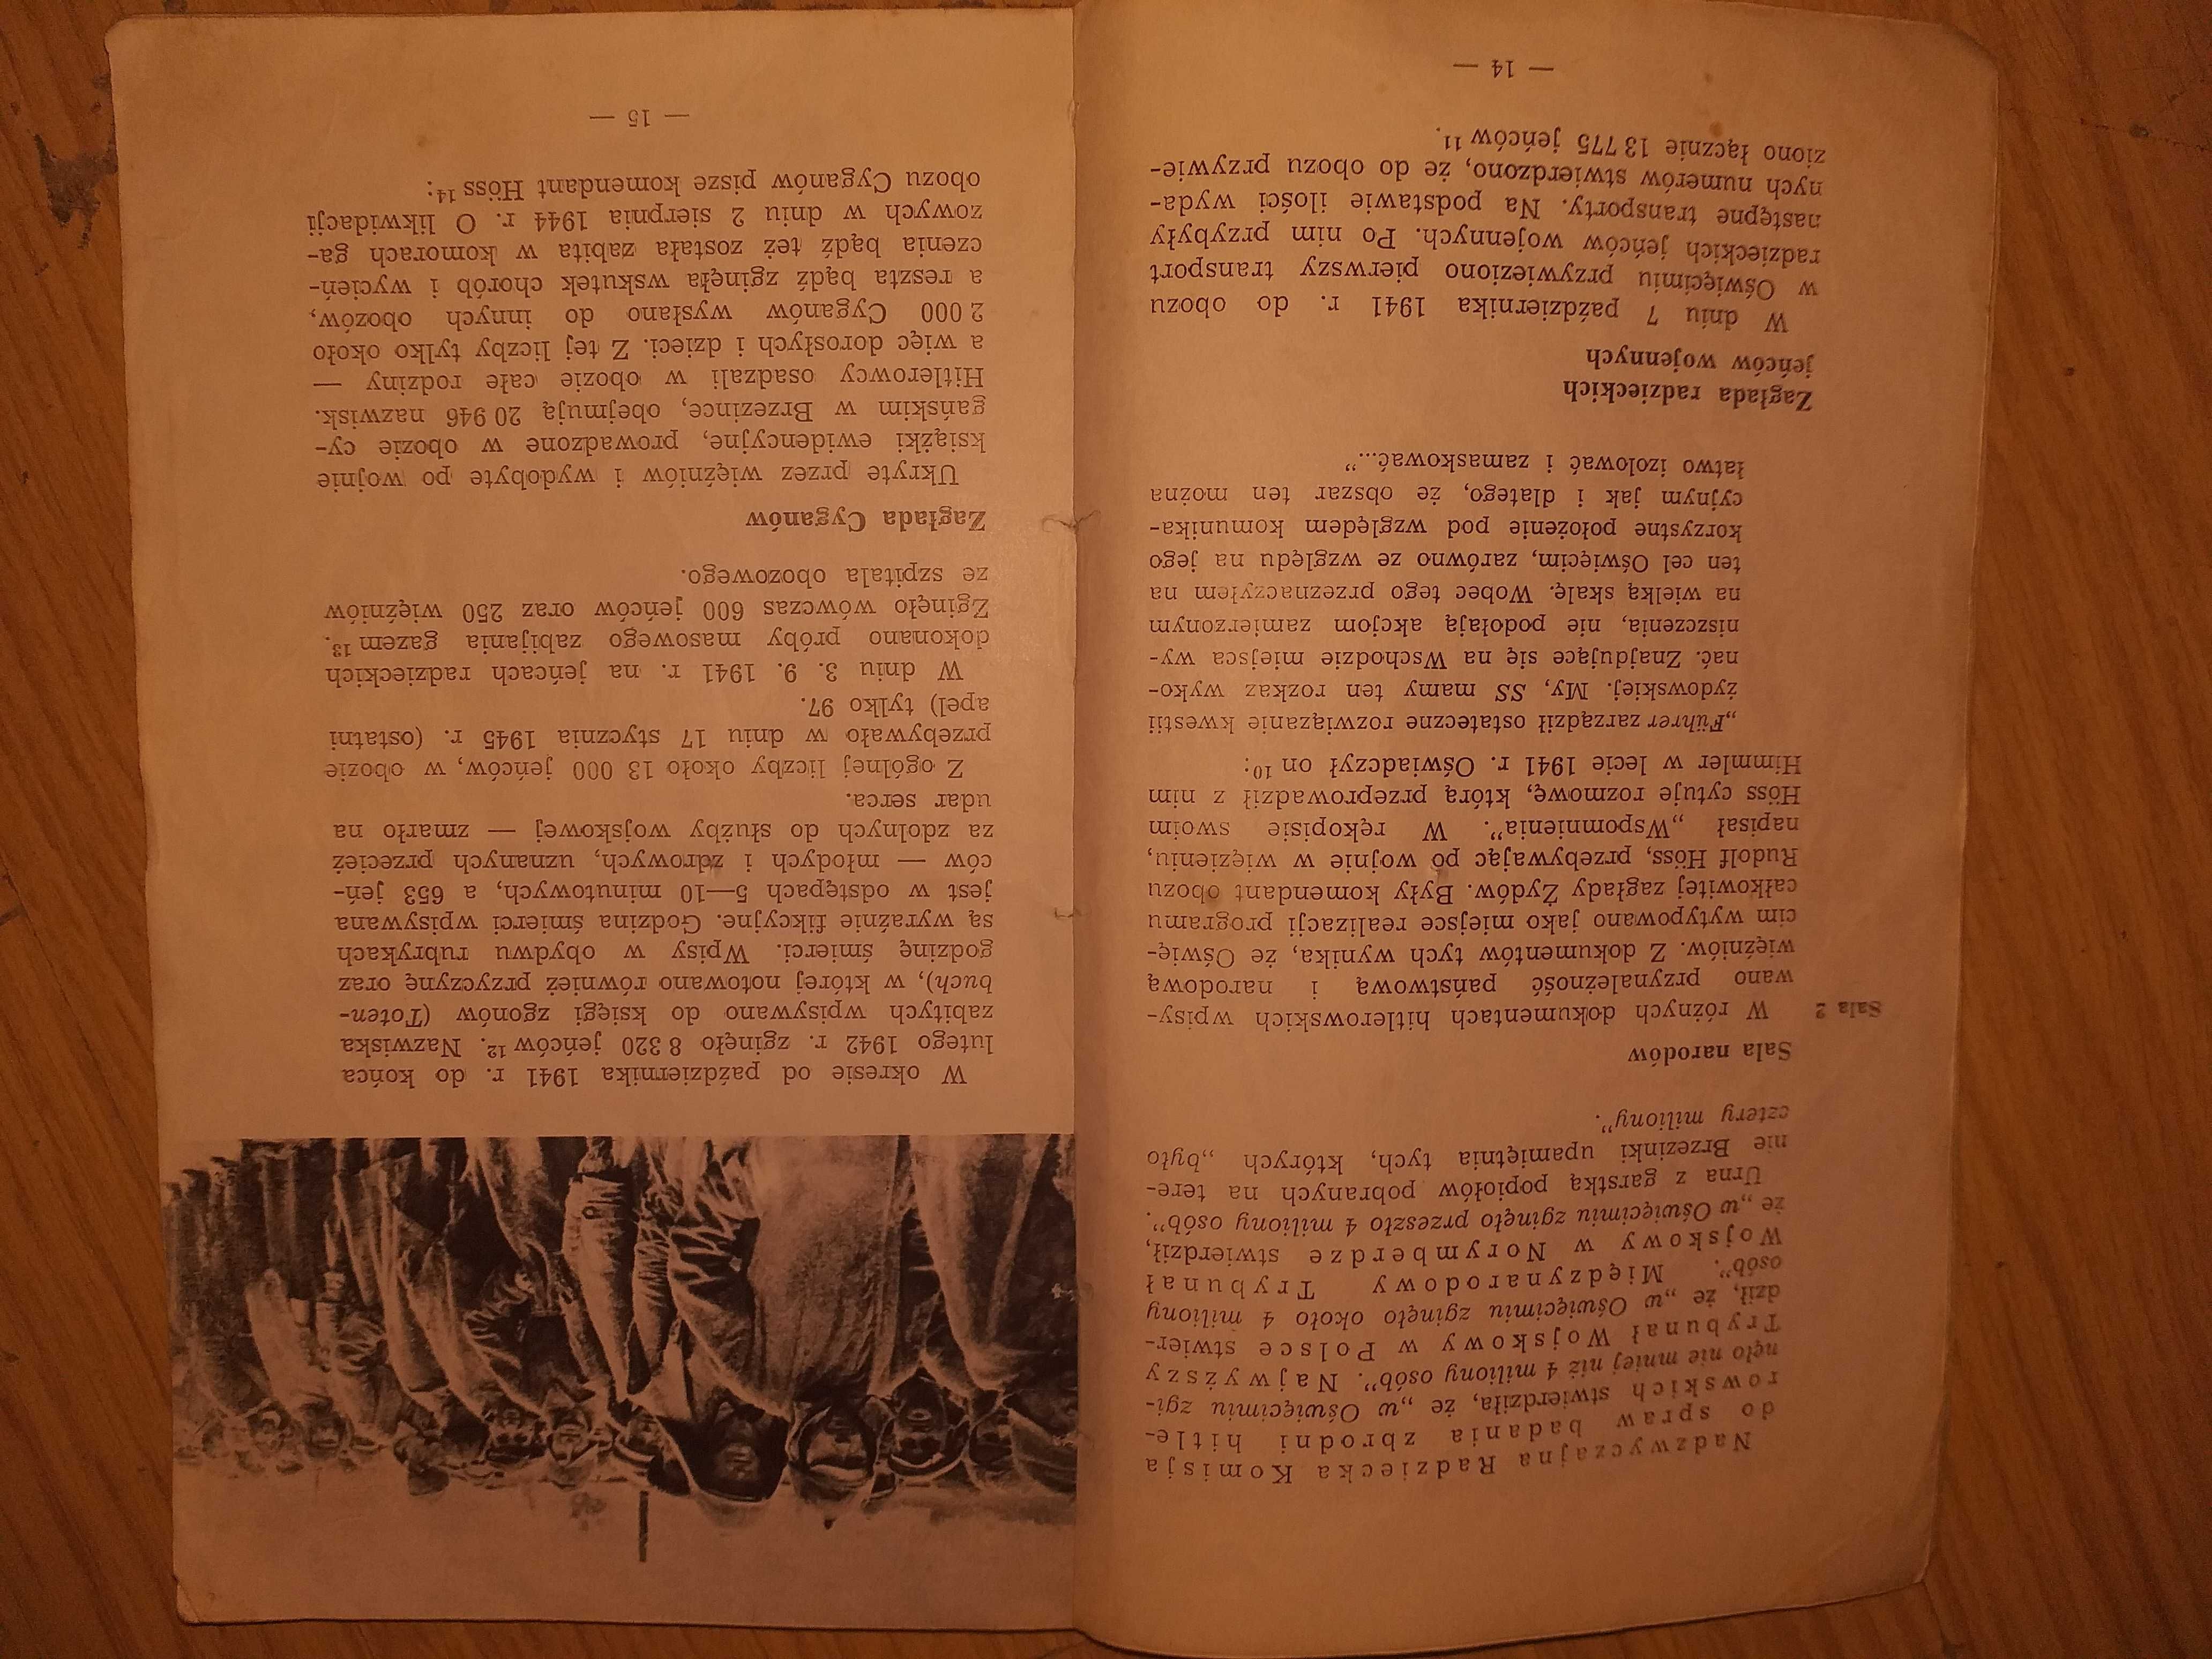 Nadzwyczajna Radziecka Komisja
do spraw badania zbrodni hitle-
rowskich stwierdziła, że „w Oświęcimiu zgi-
nęło nie mniej niż 4 miliony osób”. Najwyższy
Trybunał Wojskowy w Polsce stwier-
dził, że „w Oświęcimiu zginęło około 4 miliony
osób”. Międzynarodowy Trybunał
Wojskowy w Norymberdze stwierdził,
że „w Oświęcimiu zginęło przeszło 4 miliony osób”.
Urna z garstką popiołów pobranych na tere-
nie Brzezinki upamiętnia tych, których „było
cztery miliony”.
Sala narodów
Sala 2
W różnych dokumentach hitlerowskich wpisy-
wano przynależność państwową i narodową
więźniów. Z dokumentów tych wynika, że Oświę-
cim wytypowano jako miejsce realizacji programu
całkowitej zagłady Żydów. Były komendant obozu
Rudolf Höss, przebywając po wojnie w więzieniu,
napisał „Wspomnienia”. W rękopisie swoim
Höss cytuje rozmowę, którą przeprowadził z nim
Himmler w lecie 1941 r. Oświadczył on 10:
„Führer zarządził ostateczne rozwiązanie kwestii
żydowskiej. My, SS mamy ten rozkaz wyko-
nać. Znajdujące się na Wschodzie miejsca wy-
niszczenia, nie podołają akcjom zamierzonym
na wielką skalę. Wobec tego przeznaczyłem na
ten cel Oświęcim, zarówno ze względu na jego
korzystne położenie pod względem komunika-
cyjnym jak i dlatego, że obszar ten można
łatwo izolować i zamaskować...”
Zagłada radzieckich
jeńców wojennych
W dniu 7 października 1941 r. do obozu
w Oświęcimiu przywieziono pierwszy transport
radzieckich jeńców wojennych. Po nim przybyły
następne transporty. Na podstawie ilości wyda-
nych numerów stwierdzono, że do obozu przywie-
ziono łącznie 13 775 jeńców 11.
— 14 —
W okresie od października 1941 r. do końca
lutego 1942 r. zginęło 8 320 jeńców 12. Nazwiska
zabitych wpisywano do księgi zgonów (Toten-
buch), w której notowano również przyczynę oraz
godzinę śmierci. Wpisy w obydwu rubrykach
są wyraźnie fikcyjne. Godzina śmierci wpisywana
jest w odstępach 5—10 minutowych, a 653 jeń-
ców — młodych i zdrowych, uznanych przecież
za zdolnych do służby wojskowej — zmarło na
udar serca.
Z ogólnej liczby około 13 000 jeńców, w obozie
przebywało w dniu 17 stycznia 1945 r. (ostatni
apel) tylko 97.
W dniu 3. 9. 1941 r. na jeńcach radzieckich
dokonano próby masowego zabijania gazem 13.
Zginęło wówczas 600 jeńców oraz 250 więźniów
ze szpitala obozowego.
Zagłada Cyganów
Ukryte przez więźniów i wydobyte po wojnie
książki ewidencyjne, prowadzone w obozie cy-
gańskim w Brzezince, obejmują 20 946 nazwisk.
Hitlerowcy osadzali w obozie całe rodziny —
a więc dorosłych i dzieci. Z tej liczby tylko około
2 000 Cyganów wysłano do innych obozów,
a reszta bądź zginęła wskutek chorób i wycień-
czenia bądź też została zabita w komorach ga-
zowych w dniu 2 sierpnia 1944 r. O likwidacji
obozu Cyganów pisze komendant Höss 14:
— 15 —